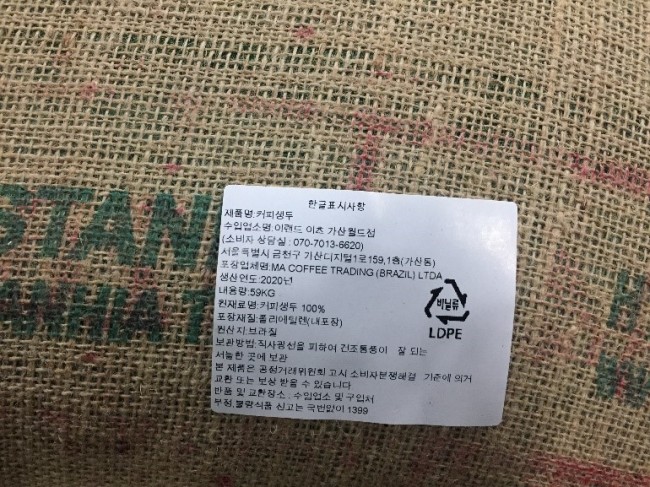 한글표시사항
제품명:커피생두
수입업소명:이랜드 이츠 가산월드점
(소비자 상담실 : 070-7013-6620)
서울특별시 금천구 가산디지털1로159,1층(가산동)
포장업체명:MA COFFEE TRADING (BRAZIL) LTDA
생산연도:2020년
내용량:59KG
원재료명:커피생두 100%
포장재질:폴리에틸렌(내포장)
원산지:브라질
보관방법:직사광선을 피하여 건조통풍이 잘 되는
서늘한 곳에 보관
본 제품은 공정거래위원회 고시 소비자분쟁해결 기준에 의거
교환 또는 보상 받을 수 있습니다
반품 및 교환장소 : 수입업소 및 구입처
부정,불량식품 신고는 국번없이 1399
비닐류
LDPE
STAN